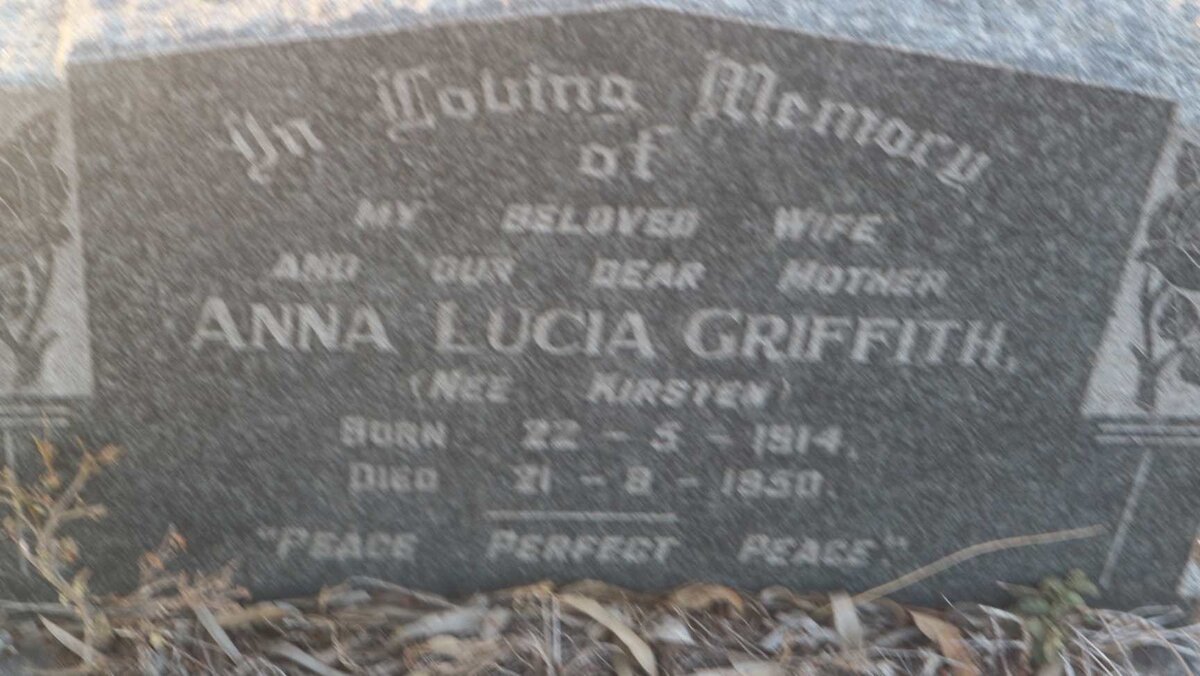 In Loving Memory
of
MY BELOVED WIFE
AND OUR DEAR MOTHER
ANNA LUCIA GRIFFITH,
(NEE KIRSTEN)
BORN 22 - 5 - 1914.
DIED 21 - 8 - 1950.
"PEACE PERFECT PEACE"